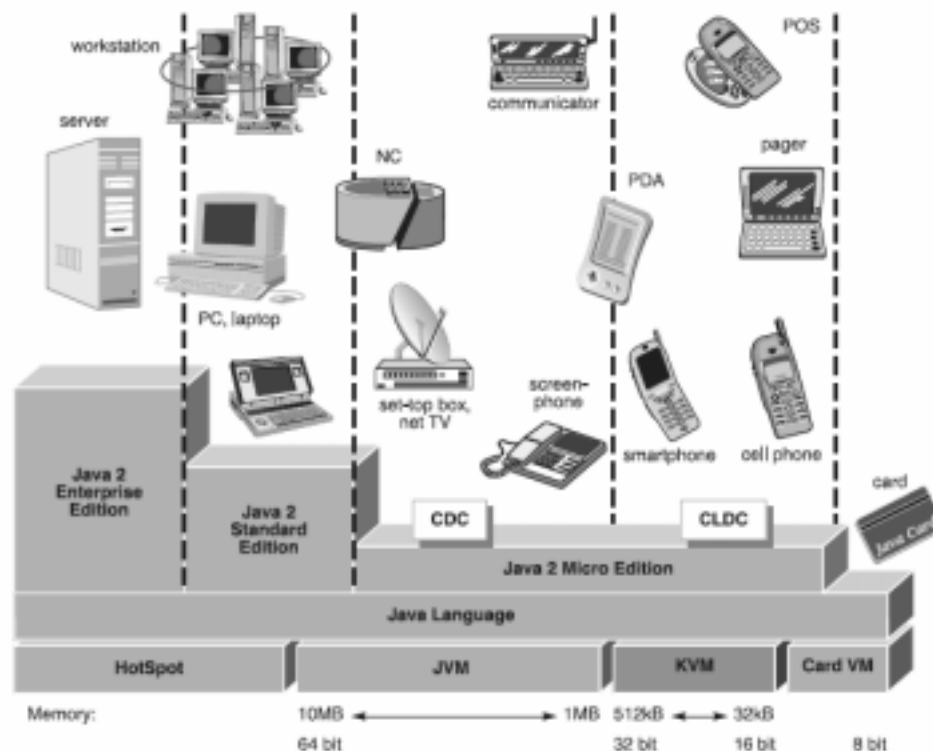 workstation
POS
communicator
server
pager
NC
PDA
PC, laptop
screen-
phone
set-top box,
net TV
smartphone
cell phone
card
Java 2
Enterprise
Edition
Java 2
Standard
Edition
CDC
CLDC
Java Card
Java 2 Micro Edition
Java Language
HotSpot
JVM
KVM
Card VM
Memory:
10MB
1MB
512kB
32kB
64 bit
32 bit
16 bit
8 bit